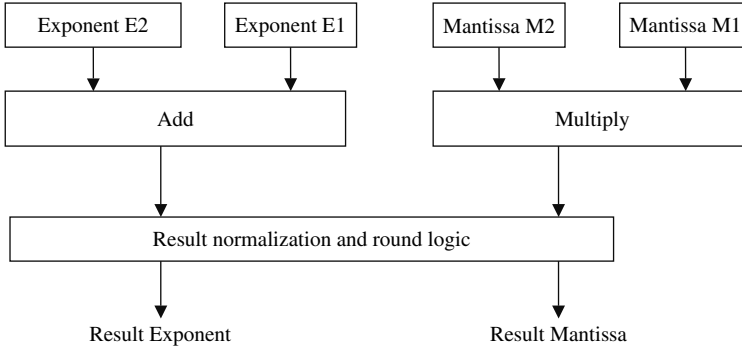 Exponent E2
Exponent E1
Mantissa M2
Mantissa M1
Add
Multiply
Result normalization and round logic
Result Exponent
Result Mantissa